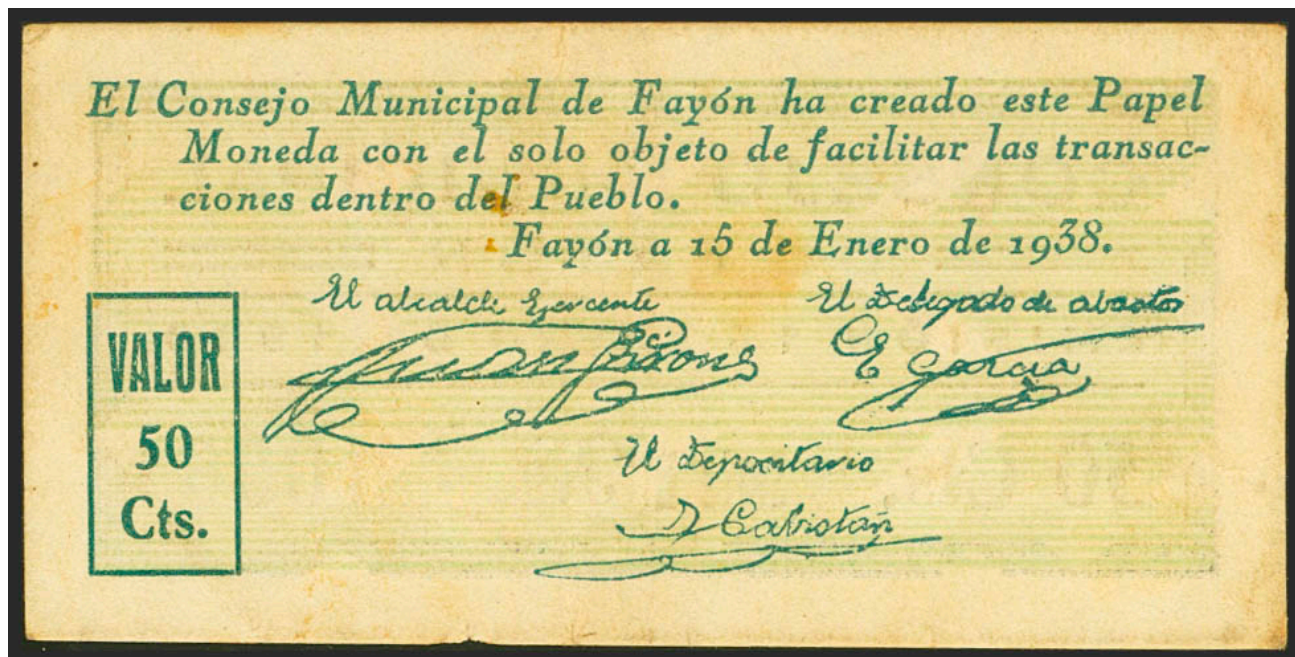 El Consejo Municipal de Fayón ha creado este Papel
Moneda con el solo objeto de facilitar las transac-
ciones dentro del Pueblo.
Fayón a 15 de Enero de 1938.
El alcalde Ejerciente
El Delegado de abastos
VALOR
50
Cts.
Juan
E Garcia
El Depositario